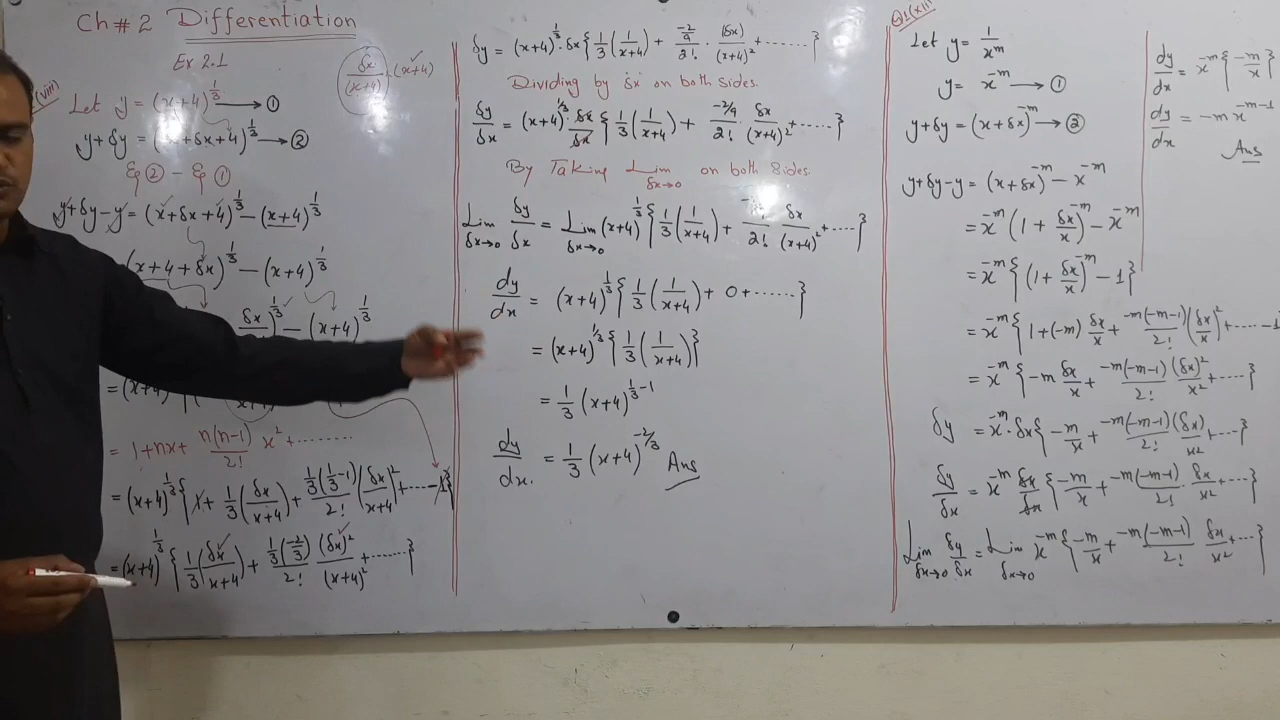 Ch # 2 Differentiation
Ex 2.1
δx/(x+4) (x+4)
(viii)
Let y = (x+4)^{1/3} → ①
y+δy = (x+δx+4)^{1/3} → ②
Eq ② − Eq ①
y+δy−y = (x+δx+4)^{1/3} − (x+4)^{1/3}
(x+4+δx)^{1/3} − (x+4)^{1/3}
= 1+nx+ n(n−1)/2! x² + ........
= (x+4)^{1/3} { 1 + 1/3 (δx/(x+4)) + 1/3(1/3−1)/2! (δx/(x+4))² + ...... −1 }
= (x+4)^{1/3} { 1/3 (δx/(x+4)) + 1/3(−2/3)/2! (δx)²/(x+4)² + ...... }
δy = (x+4)^{1/3} · δx { 1/3 (1/(x+4)) + −2/9/2! · (δx)/(x+4)² + ...... }
Dividing by 'δx' on both sides.
δy/δx = (x+4)^{1/3} · δx/δx { 1/3 (1/(x+4)) + −2/9/2! · δx/(x+4)² + ...... }
By Taking Lim δx→0 on both Sides.
Lim δx→0 δy/δx = Lim δx→0 (x+4)^{1/3} { 1/3 (1/(x+4)) + /2! δx/(x+4)² + ..... }
dy/dx = (x+4)^{1/3} { 1/3 (1/(x+4)) + 0 + ...... }
= (x+4)^{1/3} { 1/3 (1/(x+4)) }
= 1/3 (x+4)^{1/3 −1}
dy/dx. = 1/3 (x+4)^{−2/3} Ans
Let y = 1/x^m
y = x^{−m} → ①
y+δy = (x+δx)^{−m} → ②
y+δy−y = (x+δx)^{−m} − x^{−m}
= x^{−m} (1 + δx/x)^{−m} − x^{−m}
= x^{−m} { (1 + δx/x)^{−m} − 1 }
= x^{−m} { 1+(−m) δx/x + −m(−m−1)/2! (δx/x)² + ..... −1
= x^{−m} { −m δx/x + −m(−m−1)/2! (δx)²/x² + ..... }
δy = x^{−m} · δx { −m/x + −m(−m−1)/2! (δx)/x² + ..... }
δy/δx = x^{−m} δx/δx { −m/x + −m(−m−1)/2! · δx/x² + ..... }
Lim δx→0 δy/δx = Lim δx→0 x^{−m} { −m/x + −m(−m−1)/2! δx/x² + .... }
dy/dx = x^{−m} { −m/x }
dy/dx = −m x^{−m−1}
Ans